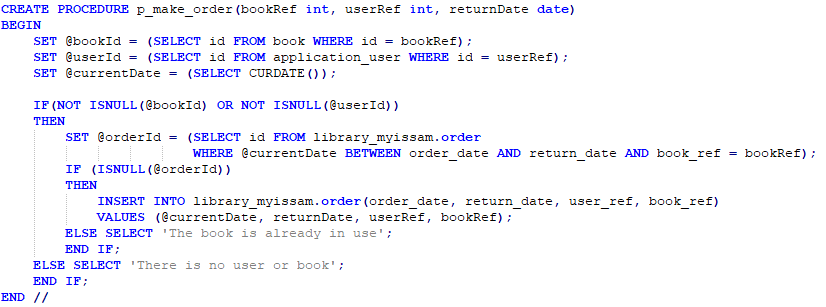 CREATE PROCEDURE p_make_order(bookRef int, userRef int, returnDate date)
BEGIN
    SET @bookId = (SELECT id FROM book WHERE id = bookRef);
    SET @userId = (SELECT id FROM application_user WHERE id = userRef);
    SET @currentDate = (SELECT CURDATE());

    IF(NOT ISNULL(@bookId) OR NOT ISNULL(@userId))
    THEN
        SET @orderId = (SELECT id FROM library_myissam.order
                        WHERE @currentDate BETWEEN order_date AND return_date AND book_ref = bookRef);
        IF (ISNULL(@orderId))
        THEN
            INSERT INTO library_myissam.order(order_date, return_date, user_ref, book_ref)
            VALUES (@currentDate, returnDate, userRef, bookRef);
        ELSE SELECT 'The book is already in use';
        END IF;
    ELSE SELECT 'There is no user or book';
    END IF;
END //